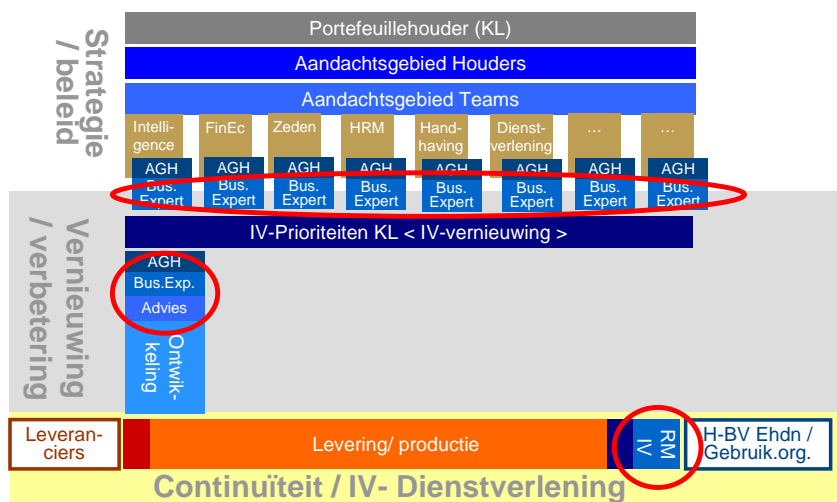 Strategie
/ beleid
Portefeuillehouder (KL)
Aandachtsgebied Houders
Aandachtsgebied Teams
Intelli-
gence
FinEc
Zeden
HRM
Hand-
having
Dienst-
verlening
...
...
AGH
AGH
AGH
AGH
AGH
AGH
AGH
AGH
Bus.
Expert
Bus.
Expert
Bus.
Expert
Bus.
Expert
Bus.
Expert
Bus.
Expert
Bus.
Expert
Bus.
Expert
Vernieuwing
/ verbetering
IV-Prioriteiten KL < IV-vernieuwing >
AGH
Bus.Exp.
Advies
Ontwik-
keling
Leveran-
ciers
Levering/ productie
RM
IV
H-BV Ehdn /
Gebruik.org.
Continuïteit / IV- Dienstverlening